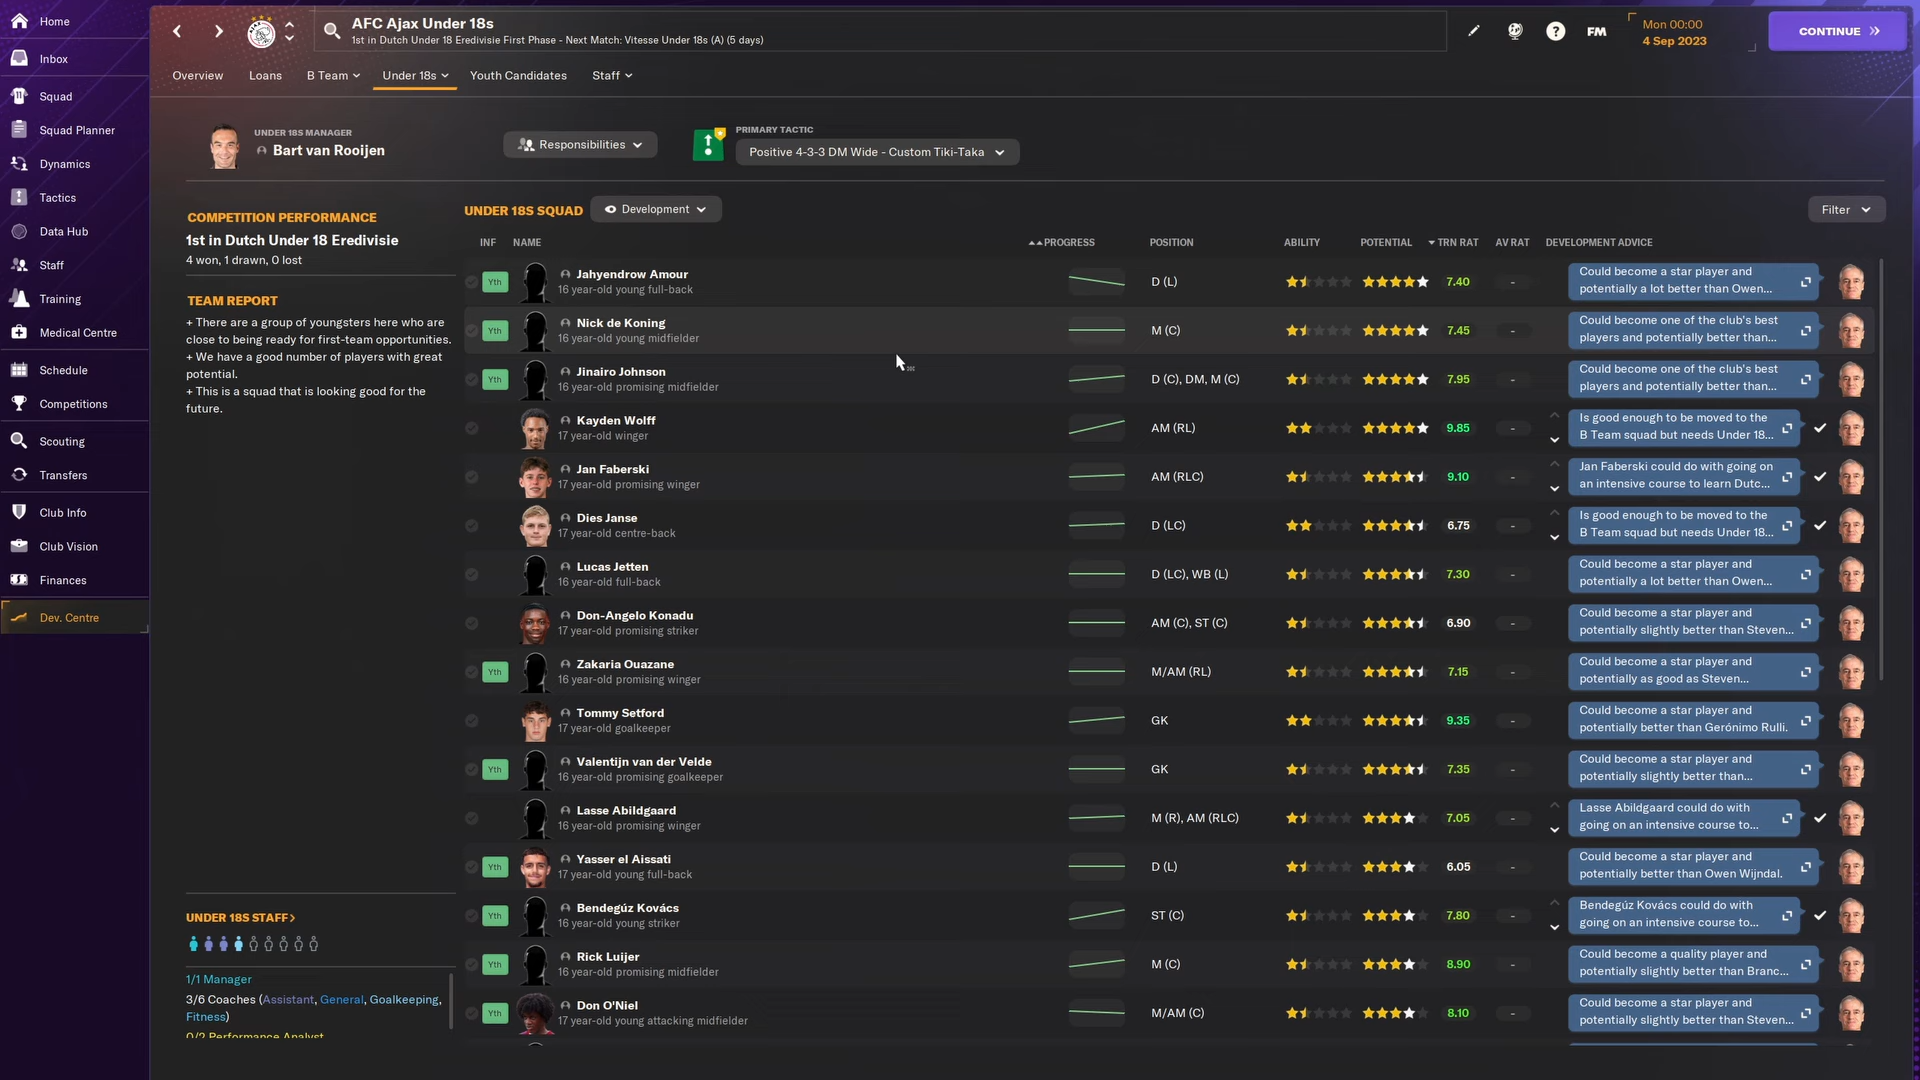 Home
Inbox
Squad
Squad Planner
Dynamics
Tactics
Data Hub
Staff
Training
Medical Centre
Schedule
Competitions
Scouting
Transfers
Club Info
Club Vision
Finances
Dev. Centre
AFC Ajax Under 18s
1st in Dutch Under 18 Eredivisie First Phase - Next Match: Vitesse Under 18s (A) (5 days)
FM
Mon 00:00
4 Sep 2023
CONTINUE
Overview Loans B Team Under 18s Youth Candidates Staff
UNDER 18S MANAGER
Bart van Rooijen
Responsibilities
PRIMARY TACTIC
Positive 4-3-3 DM Wide - Custom Tiki-Taka
COMPETITION PERFORMANCE
1st in Dutch Under 18 Eredivisie
4 won, 1 drawn, 0 lost
TEAM REPORT
+ There are a group of youngsters here who are
close to being ready for first-team opportunities.
+ We have a good number of players with great
potential.
+ This is a squad that is looking good for the
future.
UNDER 18S STAFF>
1/1 Manager
3/6 Coaches (Assistant, General, Goalkeeping,
Fitness)
0/2 Performance Analyst
UNDER 18S SQUAD Development Filter
INF NAME PROGRESS POSITION ABILITY POTENTIAL TRN RAT AV RAT DEVELOPMENT ADVICE
Yth Jahyendrow Amour D (L) 7.40 - Could become a star player and
16 year-old young full-back potentially a lot better than Owen...
Yth Nick de Koning M (C) 7.45 - Could become one of the club's best
16 year-old young midfielder players and potentially better than...
Yth Jinairo Johnson D (C), DM, M (C) 7.95 - Could become one of the club's best
16 year-old promising midfielder players and potentially better than...
Kayden Wolff AM (RL) 9.85 - Is good enough to be moved to the
17 year-old winger B Team squad but needs Under 18...
Jan Faberski AM (RLC) 9.10 - Jan Faberski could do with going on
17 year-old promising winger an intensive course to learn Dutc...
Dies Janse D (LC) 6.75 - Is good enough to be moved to the
17 year-old centre-back B Team squad but needs Under 18...
Lucas Jetten D (LC), WB (L) 7.30 - Could become a star player and
16 year-old full-back potentially a lot better than Owen...
Don-Angelo Konadu AM (C), ST (C) 6.90 - Could become a star player and
17 year-old promising striker potentially slightly better than Steven...
Yth Zakaria Ouazane M/AM (RL) 7.15 - Could become a star player and
16 year-old promising winger potentially as good as Steven...
Tommy Setford GK 9.35 - Could become a star player and
17 year-old goalkeeper potentially better than Gerónimo Rulli.
Yth Valentijn van der Velde GK 7.35 - Could become a star player and
16 year-old promising goalkeeper potentially slightly better than...
Lasse Abildgaard M (R), AM (RLC) 7.05 - Lasse Abildgaard could do with
16 year-old promising winger going on an intensive course to...
Yth Yasser el Aissati D (L) 6.05 - Could become a star player and
17 year-old young full-back potentially better than Owen Wijndal.
Yth Bendegúz Kovács ST (C) 7.80 - Bendegúz Kovács could do with
16 year-old young striker going on an intensive course to...
Yth Rick Luijer M (C) 8.90 - Could become a quality player and
16 year-old promising midfielder potentially slightly better than Branc...
Yth Don O'Niel M/AM (C) 8.10 - Could become a star player and
17 year-old young attacking midfielder potentially slightly better than Steven...